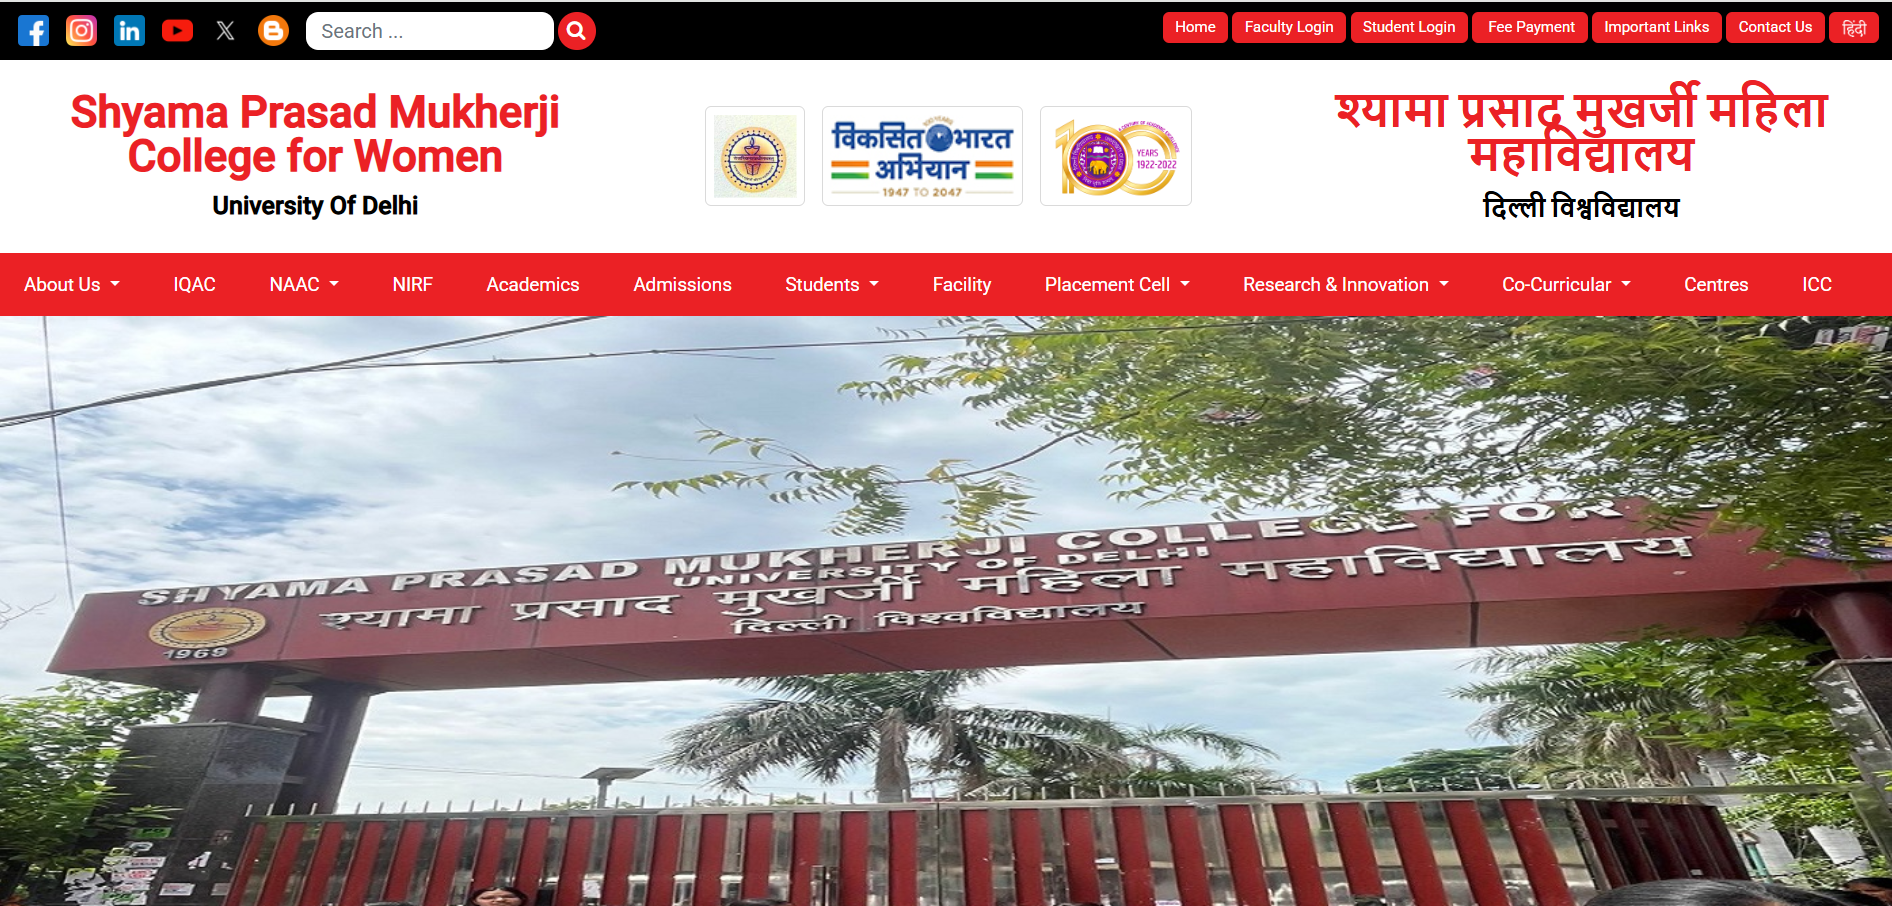 Search ...
Home
Faculty Login
Student Login
Fee Payment
Important Links
Contact Us
हिंदी
Shyama Prasad Mukherji
College for Women
University Of Delhi
विकसित भारत
अभियान
1947 TO 2047
100
YEARS
1922-2022
श्यामा प्रसाद मुखर्जी महिला
महाविद्यालय
दिल्ली विश्वविद्यालय
About Us
IQAC
NAAC
NIRF
Academics
Admissions
Students
Facility
Placement Cell
Research & Innovation
Co-Curricular
Centres
ICC
SHYAMA PRASAD MUKHERJI COLLEGE FOR
UNIVERSITY OF DELHI
श्यामा प्रसाद मुखर्जी महिला महाविद्यालय
दिल्ली विश्वविद्यालय
1969